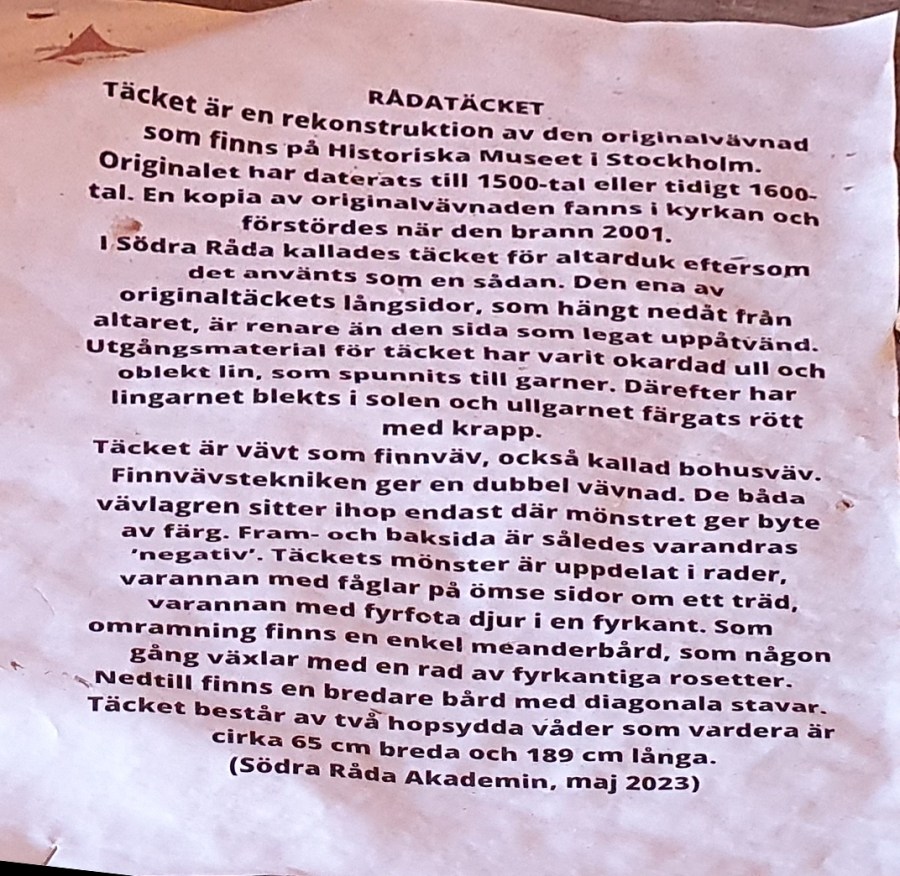 RÅDATÄCKET
Täcket är en rekonstruktion av den originalvävnad
som finns på Historiska Museet i Stockholm.
Originalet har daterats till 1500-tal eller tidigt 1600-
tal. En kopia av originalvävnaden fanns i kyrkan och
förstördes när den brann 2001.
I Södra Råda kallades täcket för altarduk eftersom
det använts som en sådan. Den ena av
originaltäckets långsidor, som hängt nedåt från
altaret, är renare än den sida som legat uppåtvänd.
Utgångsmaterial för täcket har varit okardad ull och
oblekt lin, som spunnits till garner. Därefter har
lingarnet blekts i solen och ullgarnet färgats rött
med krapp.
Täcket är vävt som finnväv, också kallad bohusväv.
Finnvävstekniken ger en dubbel vävnad. De båda
vävlagren sitter ihop endast där mönstret ger byte
av färg. Fram- och baksida är således varandras
'negativ'. Täckets mönster är uppdelat i rader,
varannan med fåglar på ömse sidor om ett träd,
varannan med fyrfota djur i en fyrkant. Som
omramning finns en enkel meanderbård, som någon
gång växlar med en rad av fyrkantiga rosetter.
Nedtill finns en bredare bård med diagonala stavar.
Täcket består av två hopsydda våder som vardera är
cirka 65 cm breda och 189 cm långa.
(Södra Råda Akademin, maj 2023)